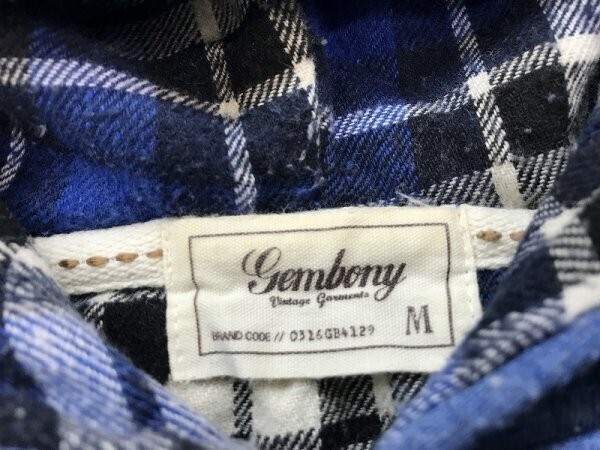 Gembony
Vintage Garments
BRAND CODE // 0316GB4129 M